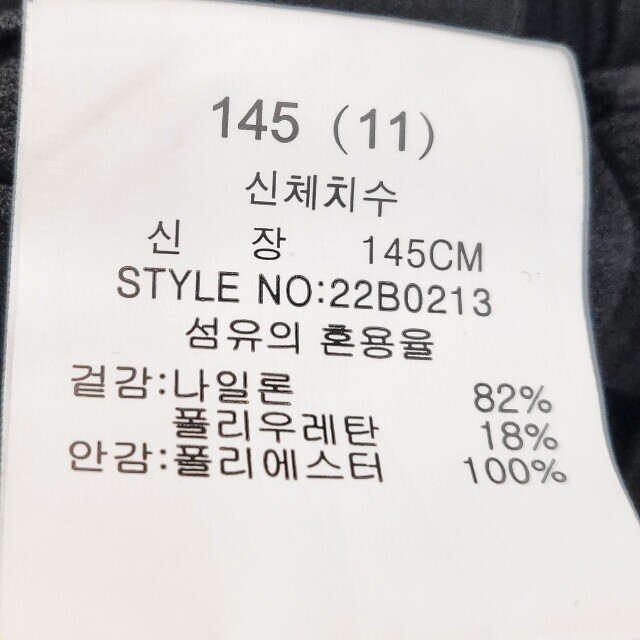 145 (11)
신체치수
신 장 145CM
STYLE NO:22B0213
섬유의 혼용율
겉감:나일론 82%
폴리우레탄 18%
안감:폴리에스터 100%